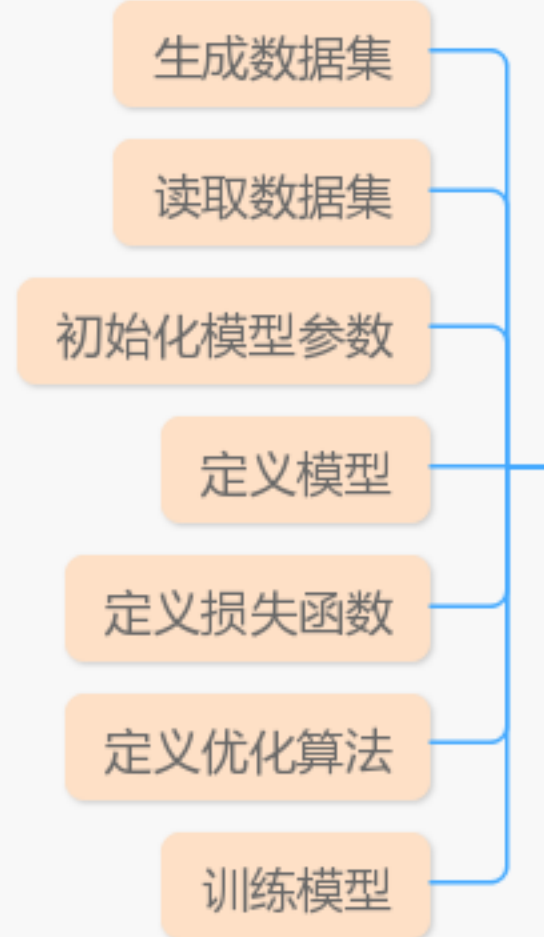 生成数据集
读取数据集
初始化模型参数
定义模型
定义损失函数
定义优化算法
训练模型